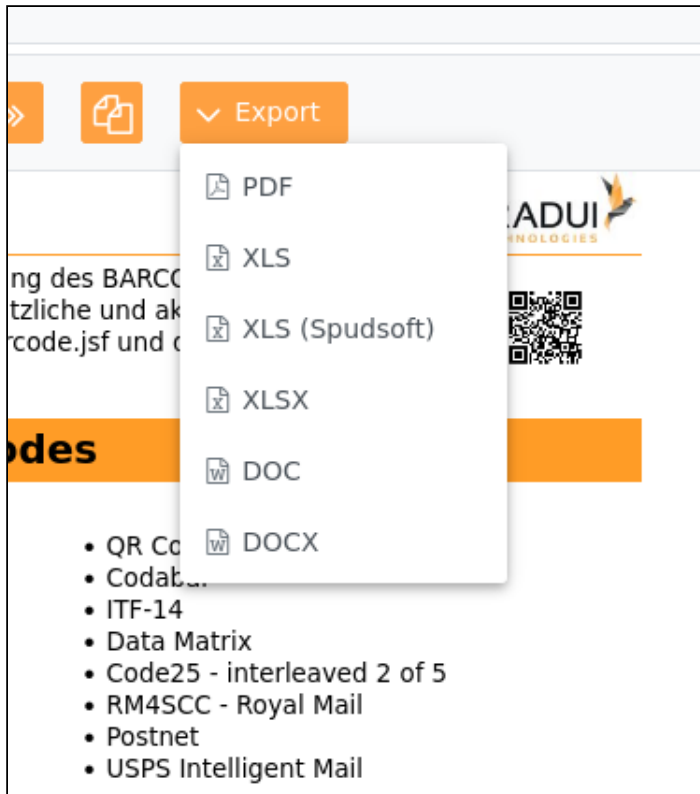 Export
PDF
XLS
XLS (Spudsoft)
XLSX
DOC
DOCX
ADUI
HNOLOGIES
ng des BARCO
tzliche und ak
rcode.jsf und
odes
• QR Co
• Codabar
• ITF-14
• Data Matrix
• Code25 - interleaved 2 of 5
• RM4SCC - Royal Mail
• Postnet
• USPS Intelligent Mail